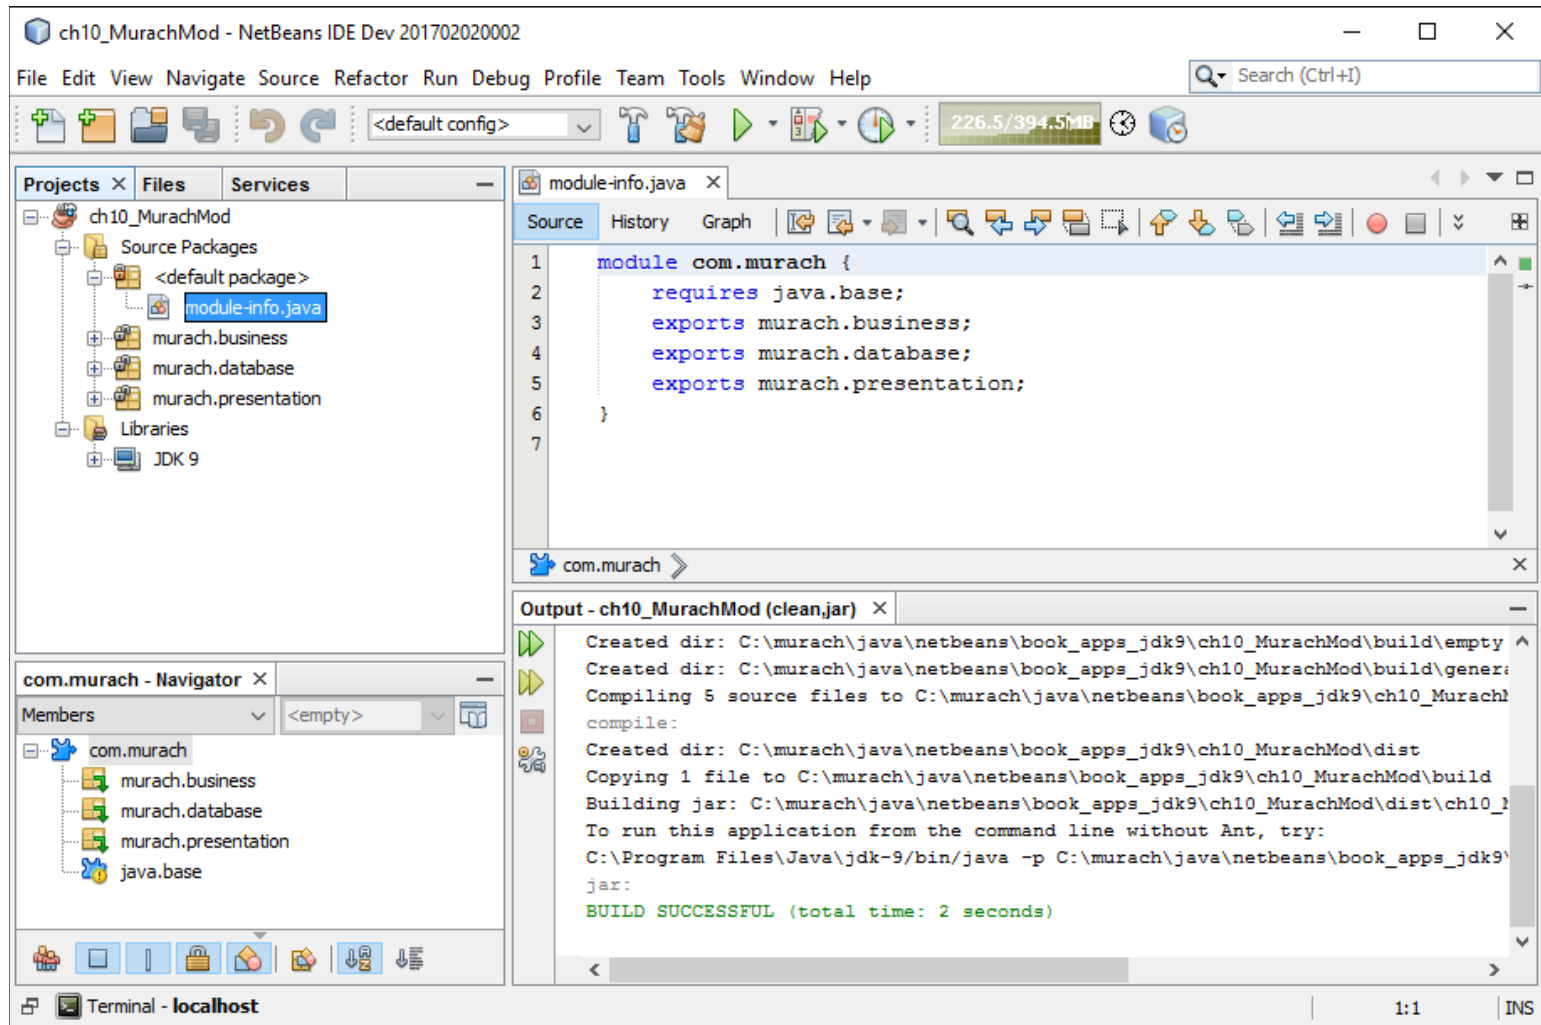 ch10_MurachMod - NetBeans IDE Dev 201702020002
File Edit View Navigate Source Refactor Run Debug Profile Team Tools Window Help
Search (Ctrl+I)
<default config>
226.5/394.5MB
Projects Files Services
ch10_MurachMod
Source Packages
<default package>
module-info.java
murach.business
murach.database
murach.presentation
Libraries
JDK 9
module-info.java
Source History Graph
1 module com.murach {
2 requires java.base;
3 exports murach.business;
4 exports murach.database;
5 exports murach.presentation;
6 }
7
com.murach
com.murach - Navigator
Members <empty>
com.murach
murach.business
murach.database
murach.presentation
java.base
Output - ch10_MurachMod (clean,jar)
Created dir: C:\murach\java\netbeans\book_apps_jdk9\ch10_MurachMod\build\empty
Created dir: C:\murach\java\netbeans\book_apps_jdk9\ch10_MurachMod\build\genera
Compiling 5 source files to C:\murach\java\netbeans\book_apps_jdk9\ch10_Murach
compile:
Created dir: C:\murach\java\netbeans\book_apps_jdk9\ch10_MurachMod\dist
Copying 1 file to C:\murach\java\netbeans\book_apps_jdk9\ch10_MurachMod\build
Building jar: C:\murach\java\netbeans\book_apps_jdk9\ch10_MurachMod\dist\ch10_
To run this application from the command line without Ant, try:
C:\Program Files\Java\jdk-9/bin/java -p C:\murach\java\netbeans\book_apps_jdk9
jar:
BUILD SUCCESSFUL (total time: 2 seconds)
Terminal - localhost
1:1 INS